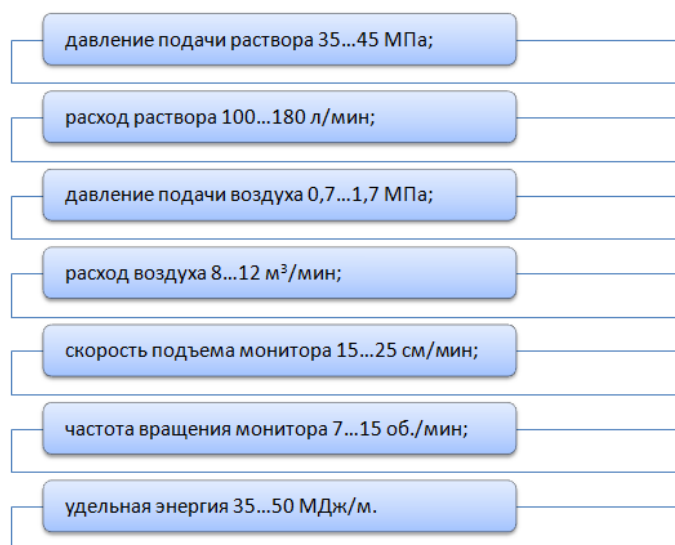 давление подачи раствора 35...45 МПа;
расход раствора 100...180 л/мин;
давление подачи воздуха 0,7...1,7 МПа;
расход воздуха 8...12 м³/мин;
скорость подъема монитора 15...25 см/мин;
частота вращения монитора 7...15 об./мин;
удельная энергия 35...50 МДж/м.